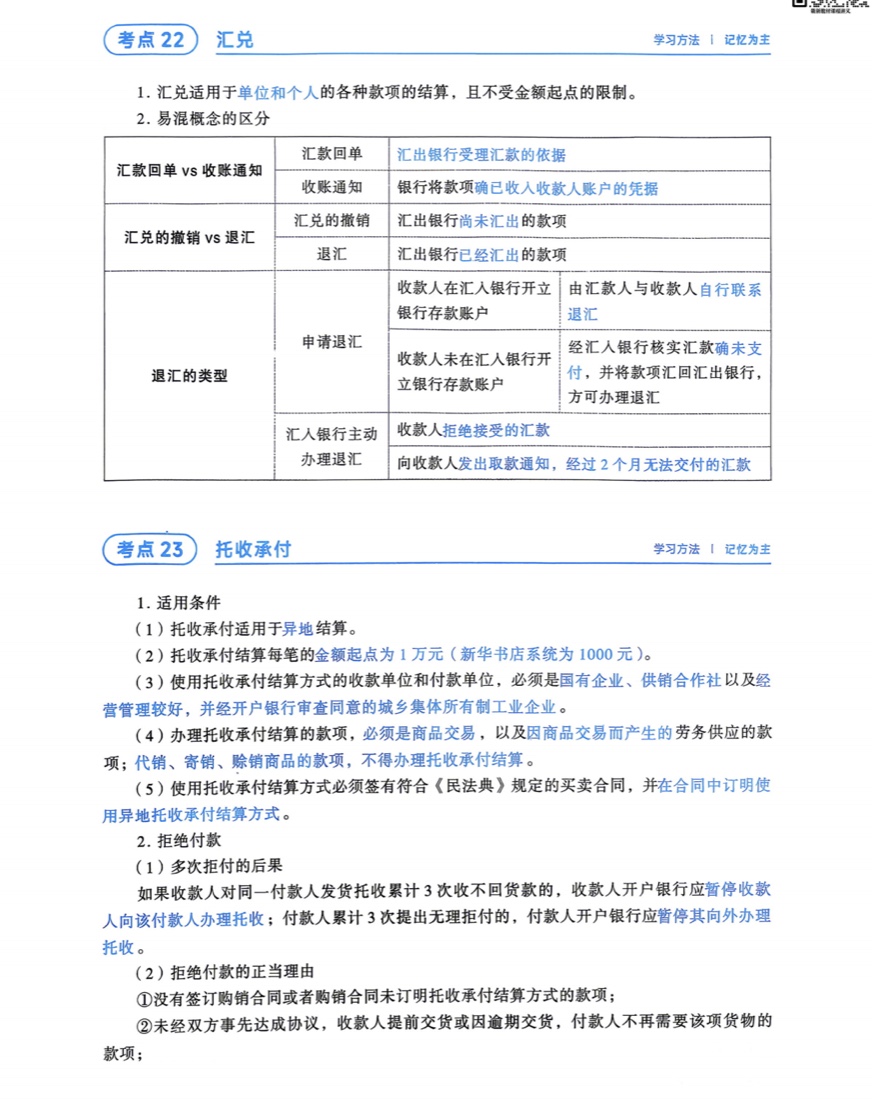 考点 22 汇兑 学习方法 | 记忆为主
1. 汇兑适用于单位和个人的各种款项的结算，且不受金额起点的限制。
2. 易混概念的区分
汇款回单 vs 收账通知
汇款回单 汇出银行受理汇款的依据
收账通知 银行将款项确已收入收款人账户的凭据
汇兑的撤销 vs 退汇
汇兑的撤销 汇出银行尚未汇出的款项
退汇 汇出银行已经汇出的款项
退汇的类型
申请退汇
收款人在汇入银行开立
银行存款账户
由汇款人与收款人自行联系
退汇
收款人未在汇入银行开
立银行存款账户
经汇入银行核实汇款确未支
付，并将款项汇回汇出银行，
方可办理退汇
汇入银行主动
办理退汇
收款人拒绝接受的汇款
向收款人发出取款通知，经过 2 个月无法交付的汇款
考点 23 托收承付 学习方法 | 记忆为主
1. 适用条件
（1）托收承付适用于异地结算。
（2）托收承付结算每笔的金额起点为 1 万元（新华书店系统为 1000 元）。
（3）使用托收承付结算方式的收款单位和付款单位，必须是国有企业、供销合作社以及经
营管理较好，并经开户银行审查同意的城乡集体所有制工业企业。
（4）办理托收承付结算的款项，必须是商品交易，以及因商品交易而产生的劳务供应的款
项；代销、寄销、赊销商品的款项，不得办理托收承付结算。
（5）使用托收承付结算方式必须签有符合《民法典》规定的买卖合同，并在合同中订明使
用异地托收承付结算方式。
2. 拒绝付款
（1）多次拒付的后果
如果收款人对同一付款人发货托收累计 3 次收不回货款的，收款人开户银行应暂停收款
人向该付款人办理托收；付款人累计 3 次提出无理拒付的，付款人开户银行应暂停其向外办理
托收。
（2）拒绝付款的正当理由
①没有签订购销合同或者购销合同未订明托收承付结算方式的款项；
②未经双方事先达成协议，收款人提前交货或因逾期交货，付款人不再需要该项货物的
款项；